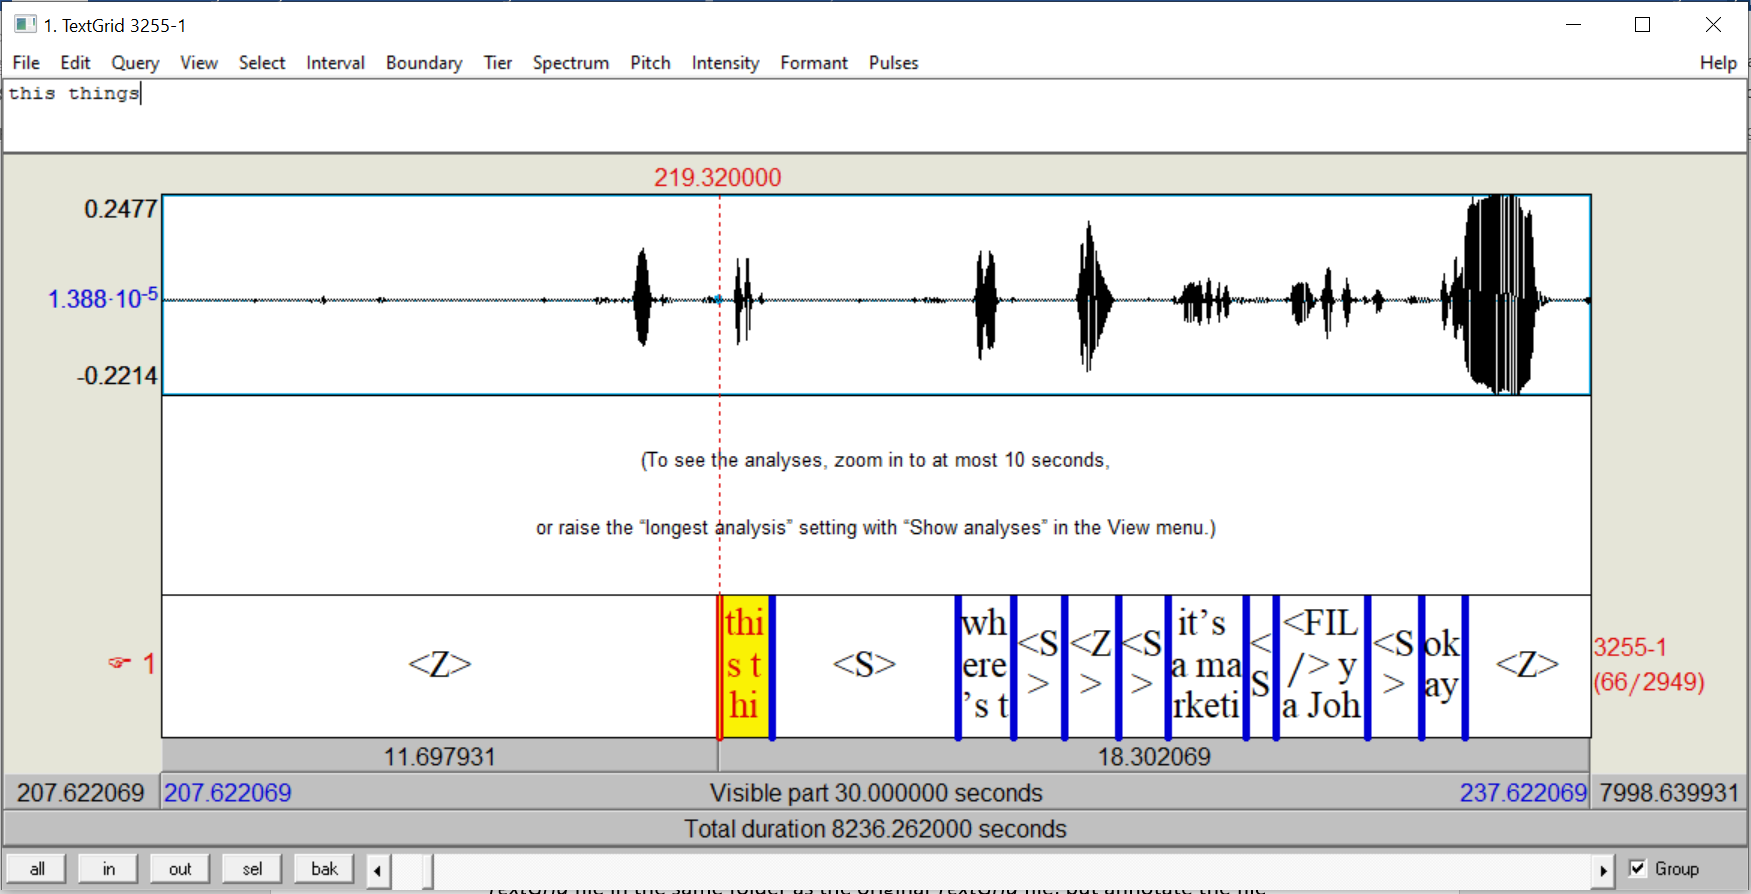 1. TextGrid 3255-1
File Edit Query View Select Interval Boundary Tier Spectrum Pitch Intensity Formant Pulses Help
this things
219.320000
0.2477
1.388·10-5
-0.2214
(To see the analyses, zoom in to at most 10 seconds,
or raise the “longest analysis” setting with “Show analyses” in the View menu.)
☞ 1
<Z>
thi
s t
hi
<S>
wh
ere
’s t
<S
>
<Z
>
<S
>
it’s
a ma
rketi
<
S
<FIL
/> y
a Joh
<S
>
ok
ay
<Z>
3255-1
(66/2949)
11.697931 18.302069
207.622069 207.622069 Visible part 30.000000 seconds 237.622069 7998.639931
Total duration 8236.262000 seconds
all in out sel bak Group